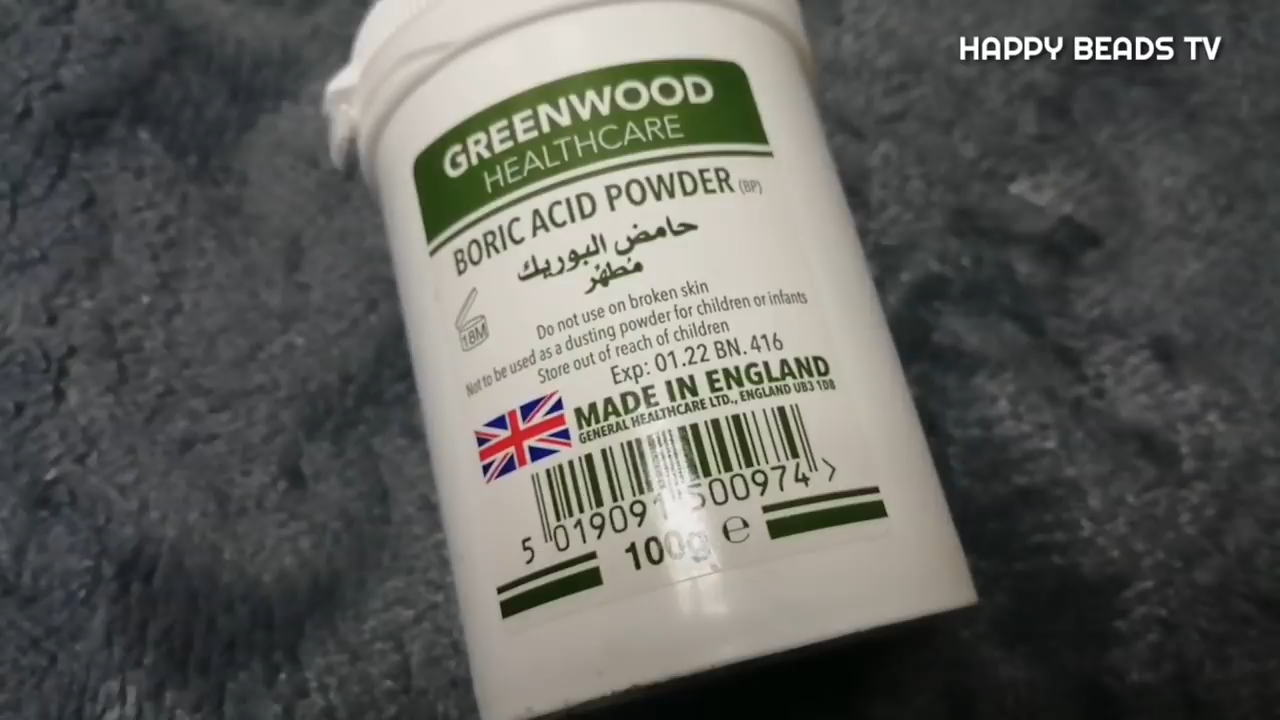 HAPPY BEADS TV
GREENWOOD
HEALTHCARE
BORIC ACID POWDER (BP)
حامض البوريك
مطهر
18M
Do not use on broken skin
Not to be used as a dusting powder for children or infants
Store out of reach of children
Exp: 01.22 BN. 416
MADE IN ENGLAND
GENERAL HEALTHCARE LTD., ENGLAND UB3 1DB
5 019091 500974 >
100g ℮